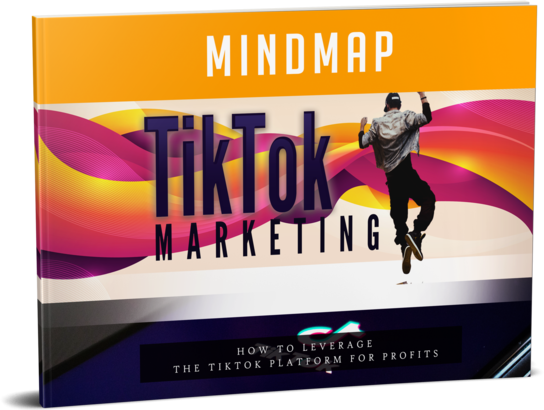 MINDMAP
TikTok
MARKETING
HOW TO LEVERAGE
THE TIKTOK PLATFORM FOR PROFITS